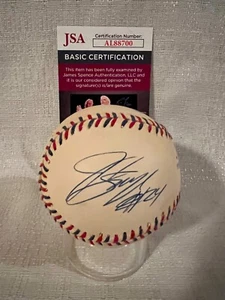 JSA
Certification Number
AL88700
BASIC CERTIFICATION
This item has been fully examined by
James Spence Authentication, LLC and
it is our considered opinion that the
signature(s) is/are genuine.
#24